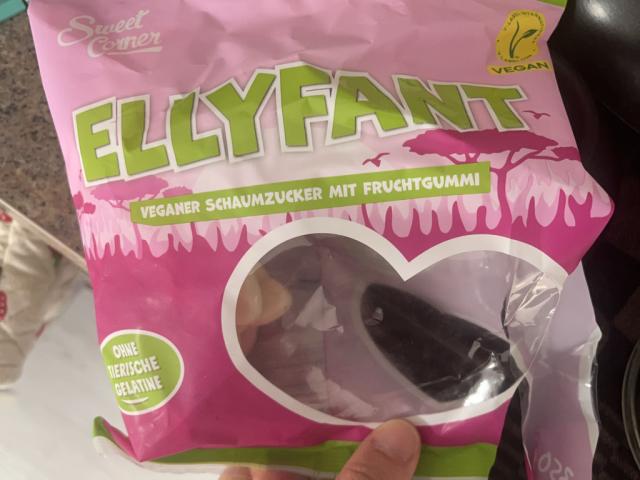 Sweet
Corner
VEGAN
ELLYFANT
VEGANER SCHAUMZUCKER MIT FRUCHTGUMMI
OHNE
TIERISCHE
GELATINE